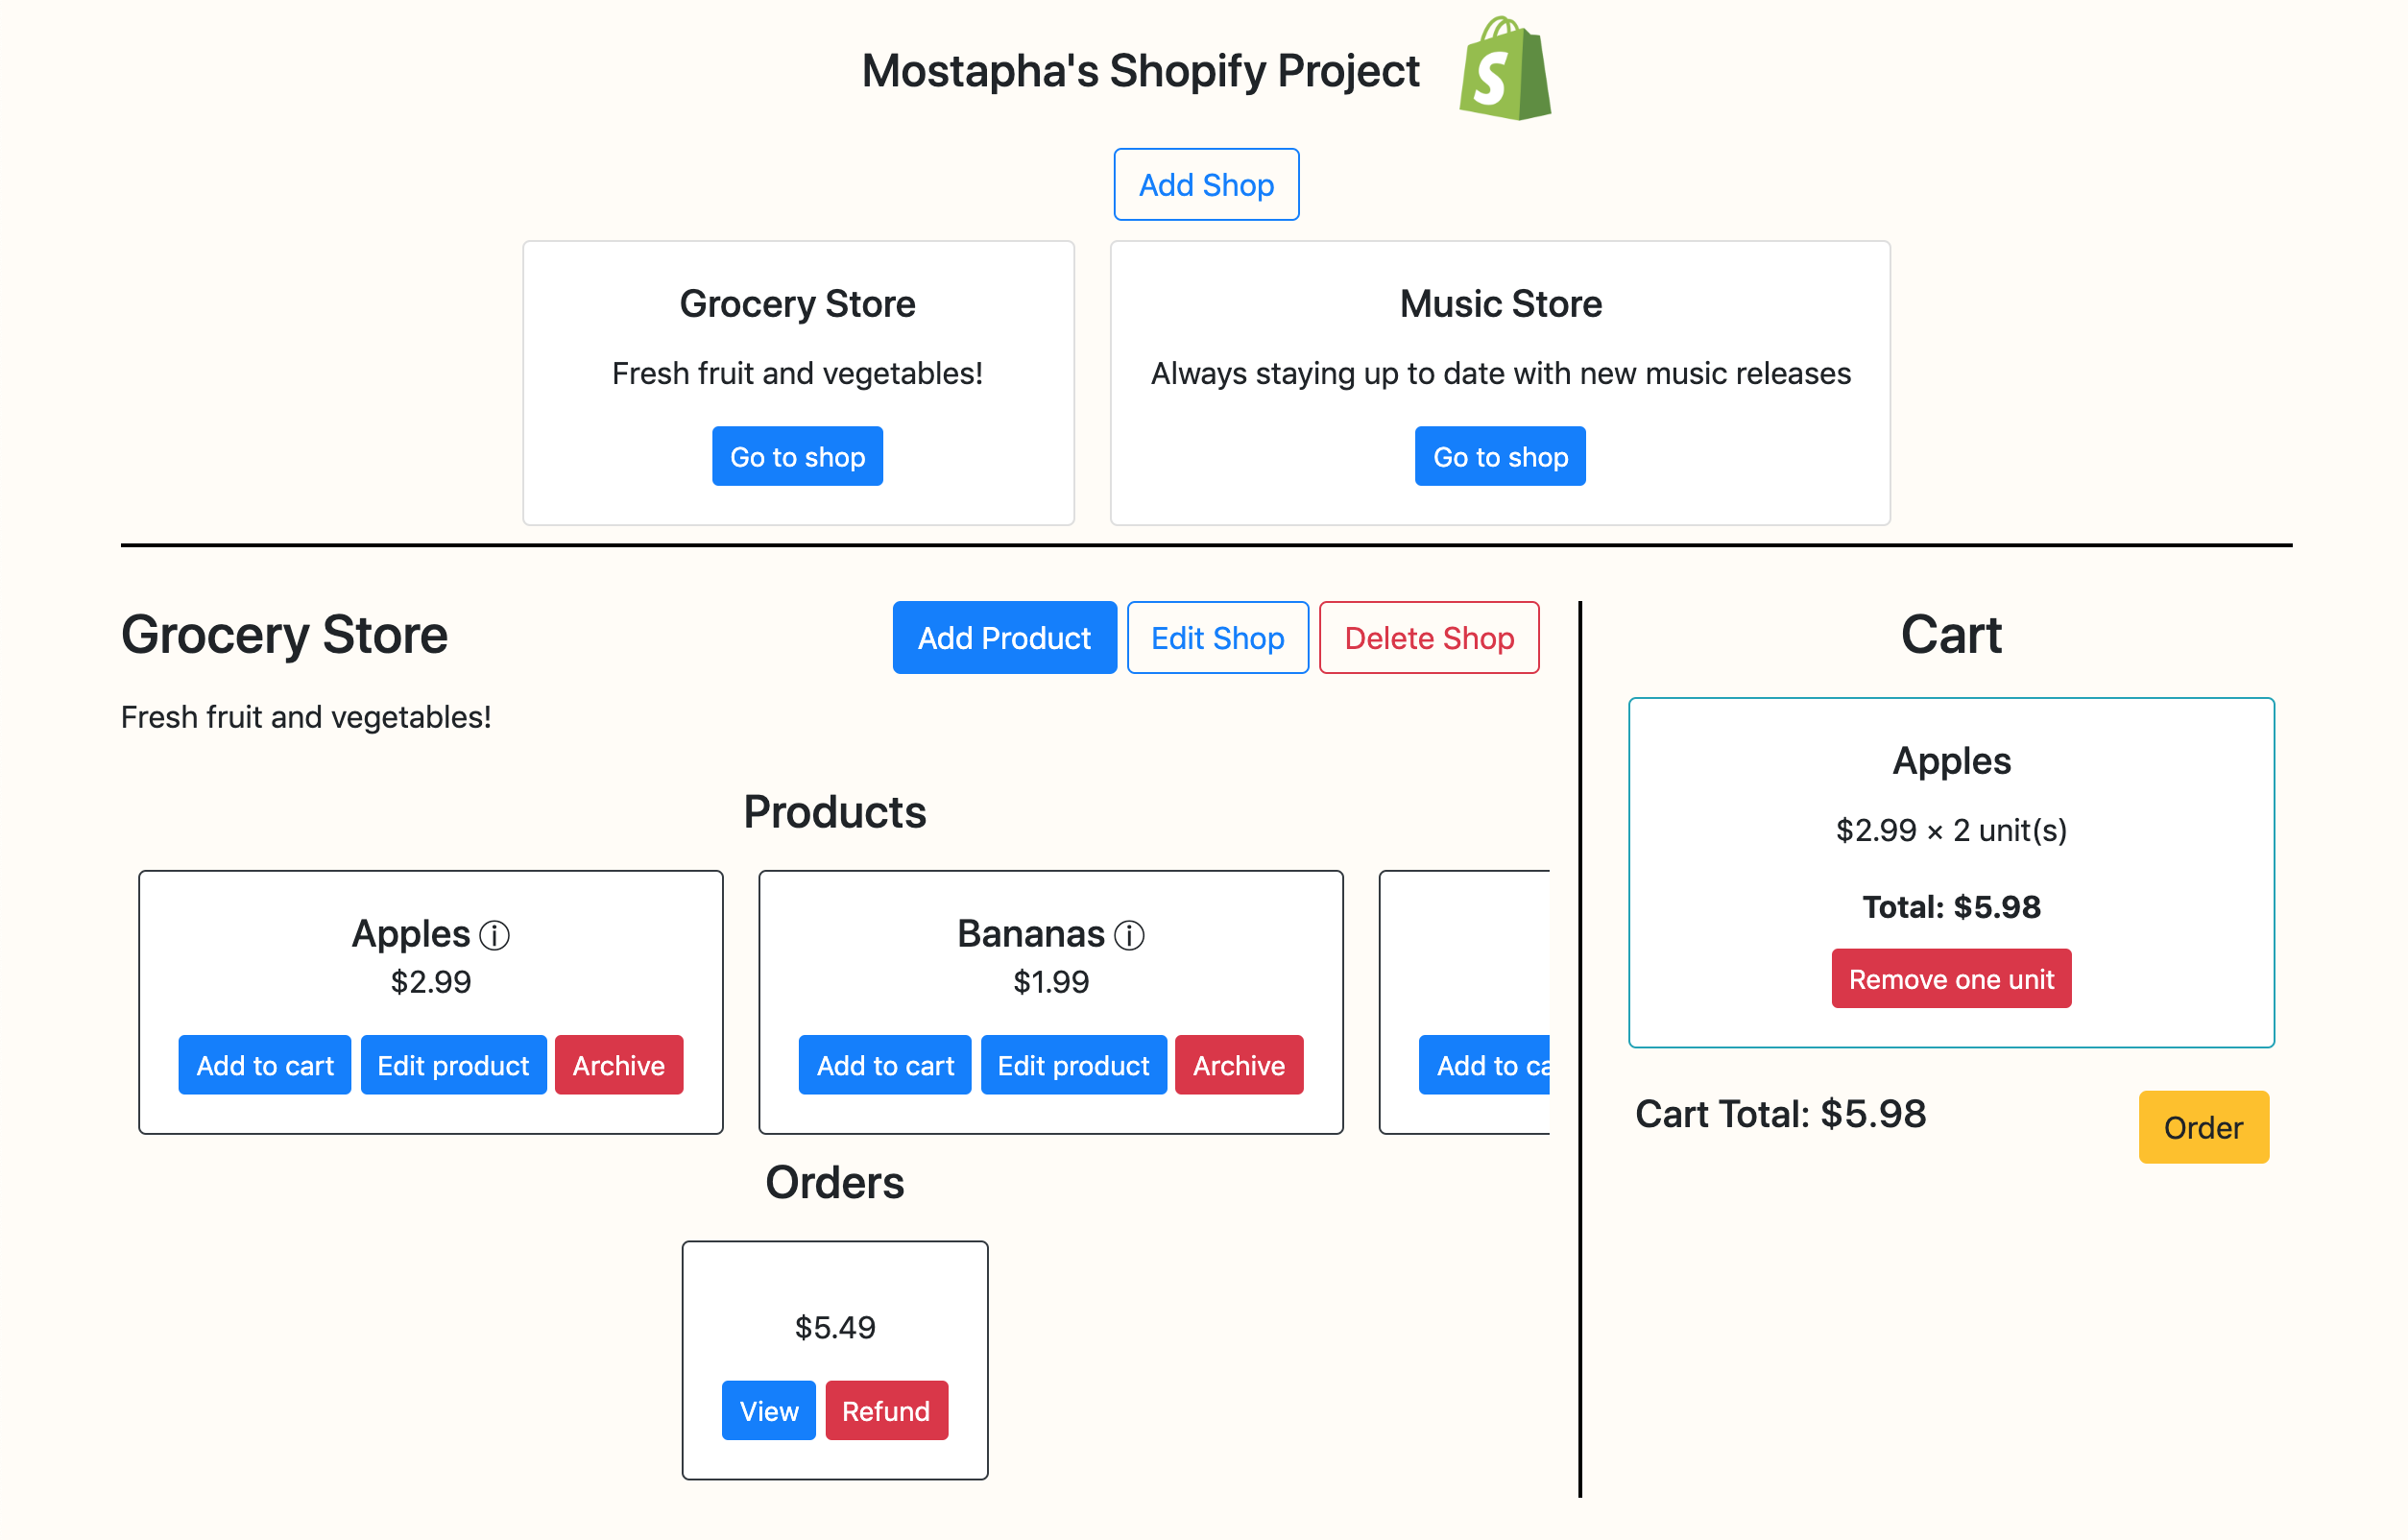 Mostapha's Shopify Project
S
Add Shop
Grocery Store
Fresh fruit and vegetables!
Go to shop
Music Store
Always staying up to date with new music releases
Go to shop
Grocery Store
Add Product
Edit Shop
Delete Shop
Fresh fruit and vegetables!
Products
Apples ⓘ
$2.99
Add to cart
Edit product
Archive
Bananas ⓘ
$1.99
Add to cart
Edit product
Archive
Add to ca
Orders
$5.49
View
Refund
Cart
Apples
$2.99 × 2 unit(s)
Total: $5.98
Remove one unit
Cart Total: $5.98
Order